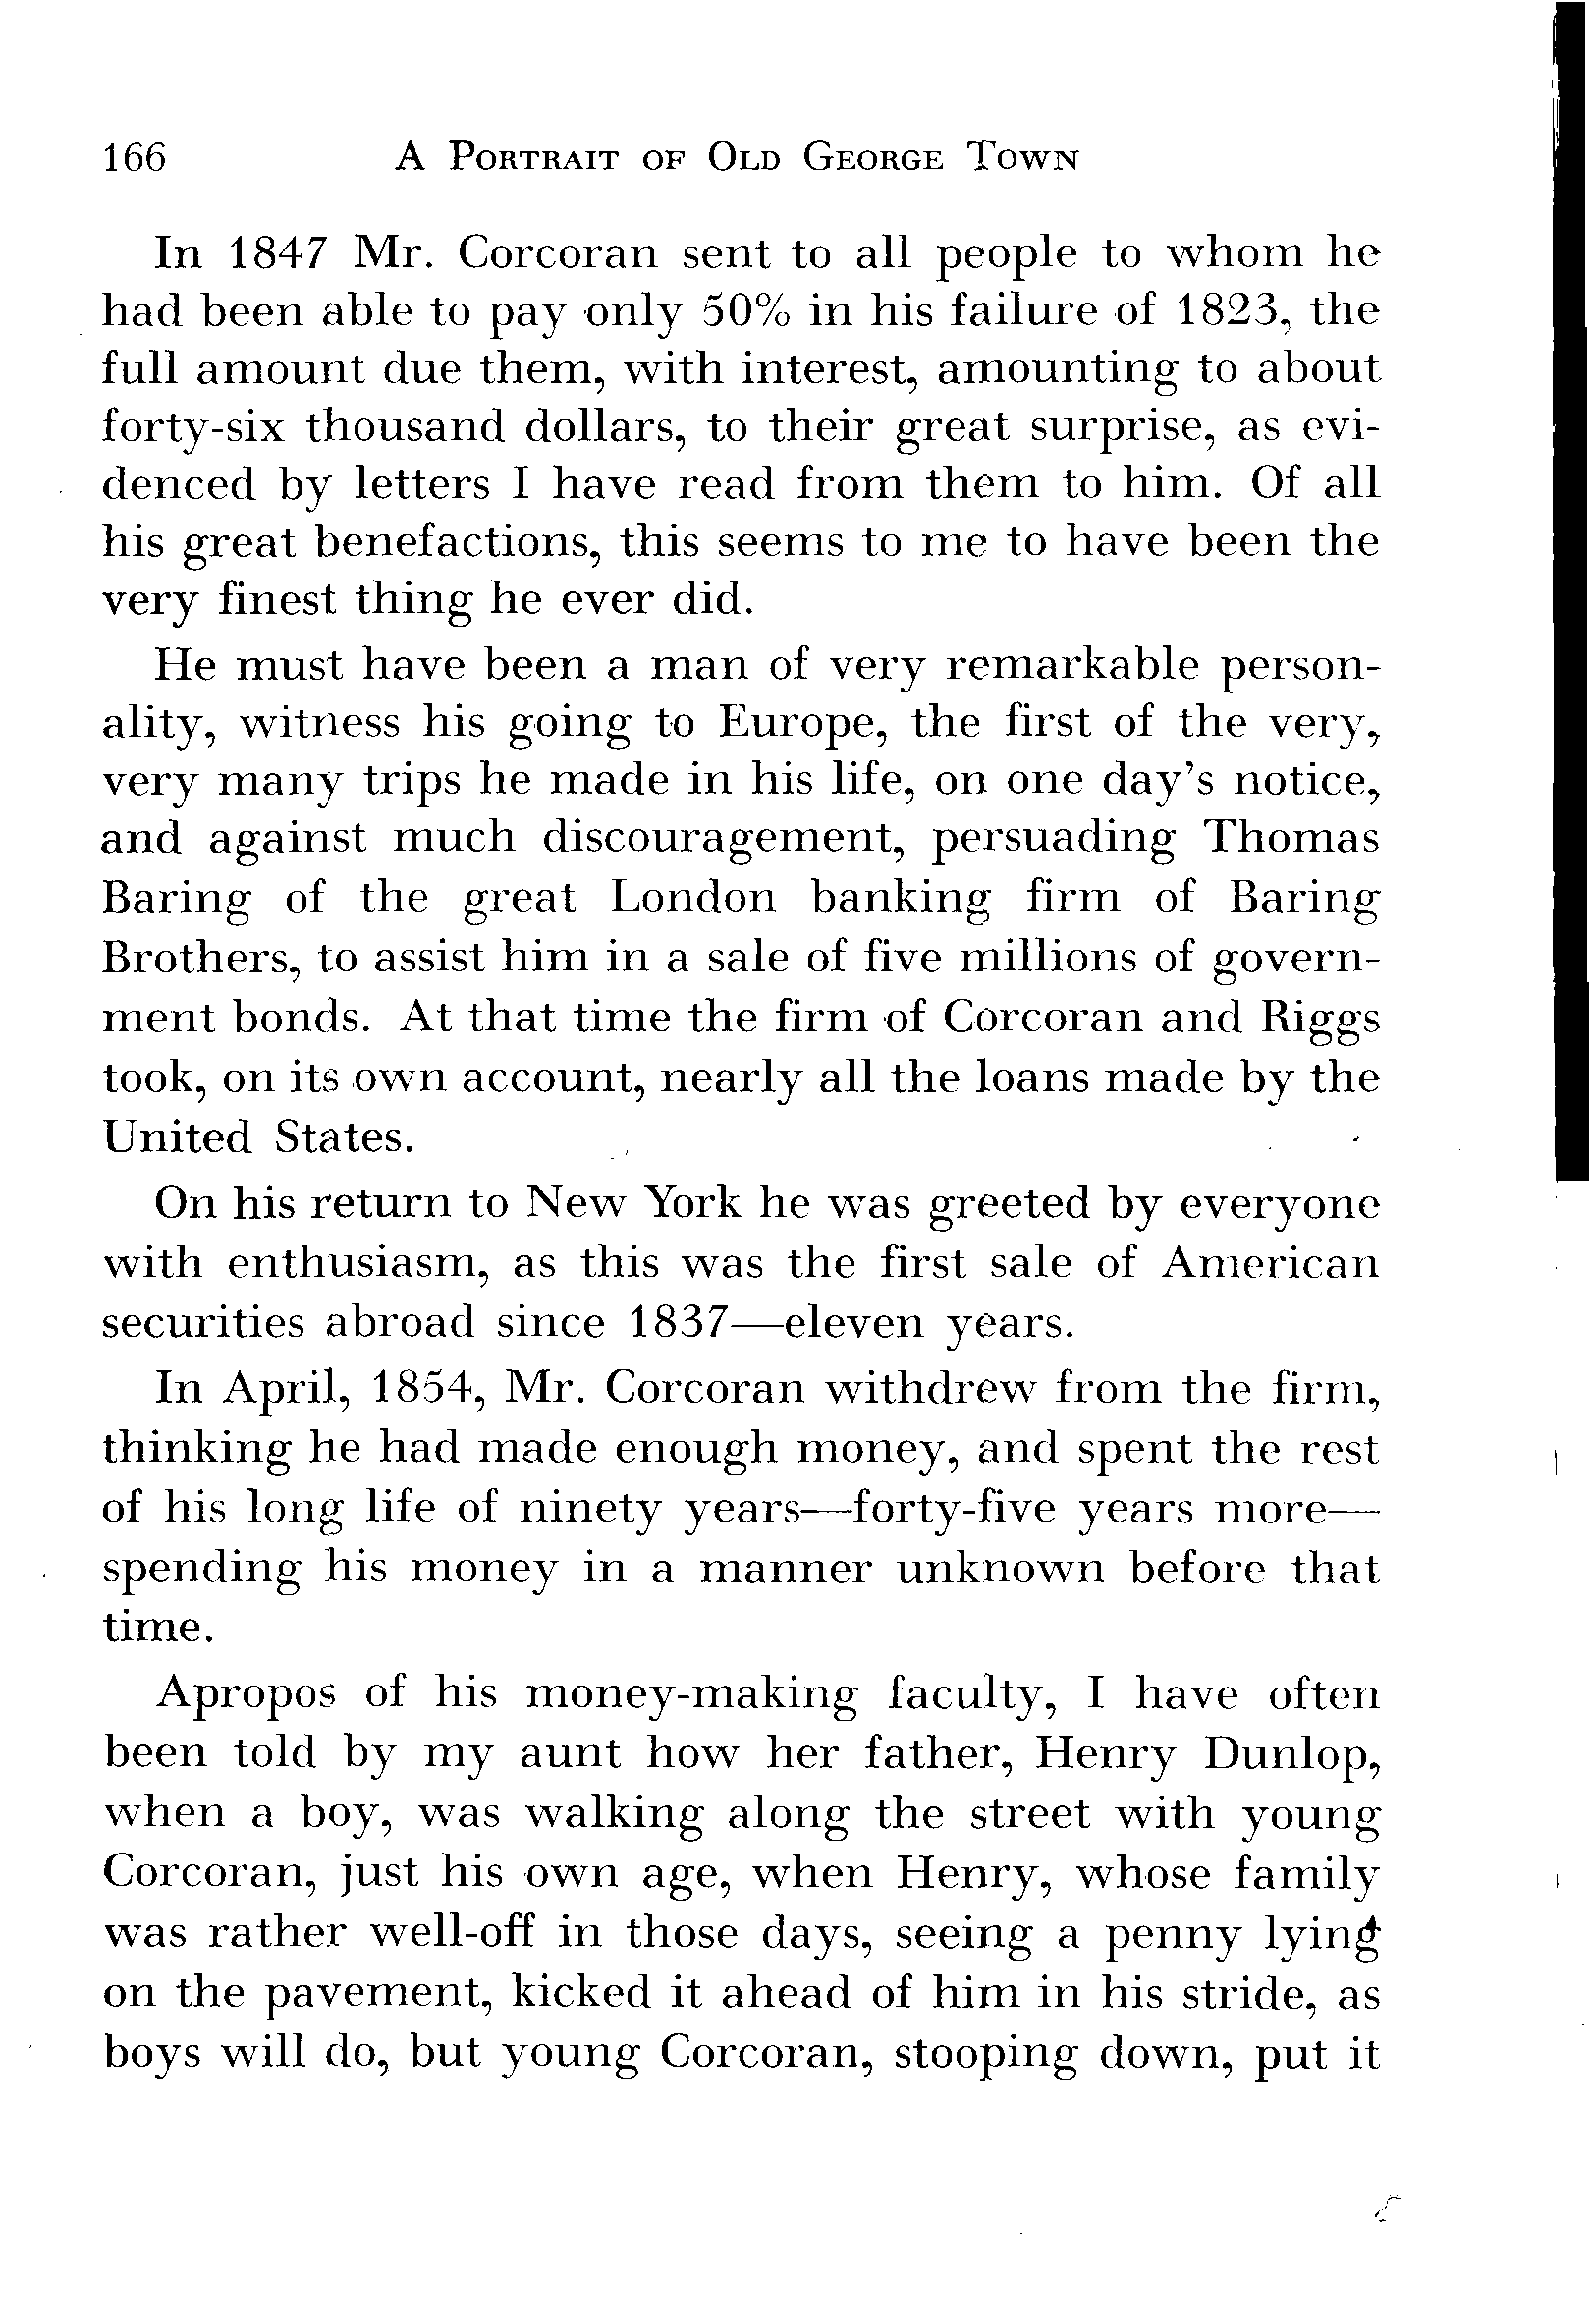 166 A Portrait of Old George Town
In 1847 Mr. Corcoran sent to all people to whom he
had been able to pay only 50% in his failure of 1823, the
full amount due them, with interest, amounting to about
forty-six thousand dollars, to their great surprise, as evi-
denced by letters I have read from them to him. Of all
his great benefactions, this seems to me to have been the
very finest thing he ever did.
He must have been a man of very remarkable person-
ality, witness his going to Europe, the first of the very,
very many trips he made in his life, on one day's notice,
and against much discouragement, persuading Thomas
Baring of the great London banking firm of Baring
Brothers, to assist him in a sale of five millions of govern-
ment bonds. At that time the firm of Corcoran and Riggs
took, on its own account, nearly all the loans made by the
United States.
On his return to New York he was greeted by everyone
with enthusiasm, as this was the first sale of American
securities abroad since 1837—eleven years.
In April, 1854, Mr. Corcoran withdrew from the firm,
thinking he had made enough money, and spent the rest
of his long life of ninety years—forty-five years more—
spending his money in a manner unknown before that
time.
Apropos of his money-making faculty, I have often
been told by my aunt how her father, Henry Dunlop,
when a boy, was walking along the street with young
Corcoran, just his own age, when Henry, whose family
was rather well-off in those days, seeing a penny lying
on the pavement, kicked it ahead of him in his stride, as
boys will do, but young Corcoran, stooping down, put it